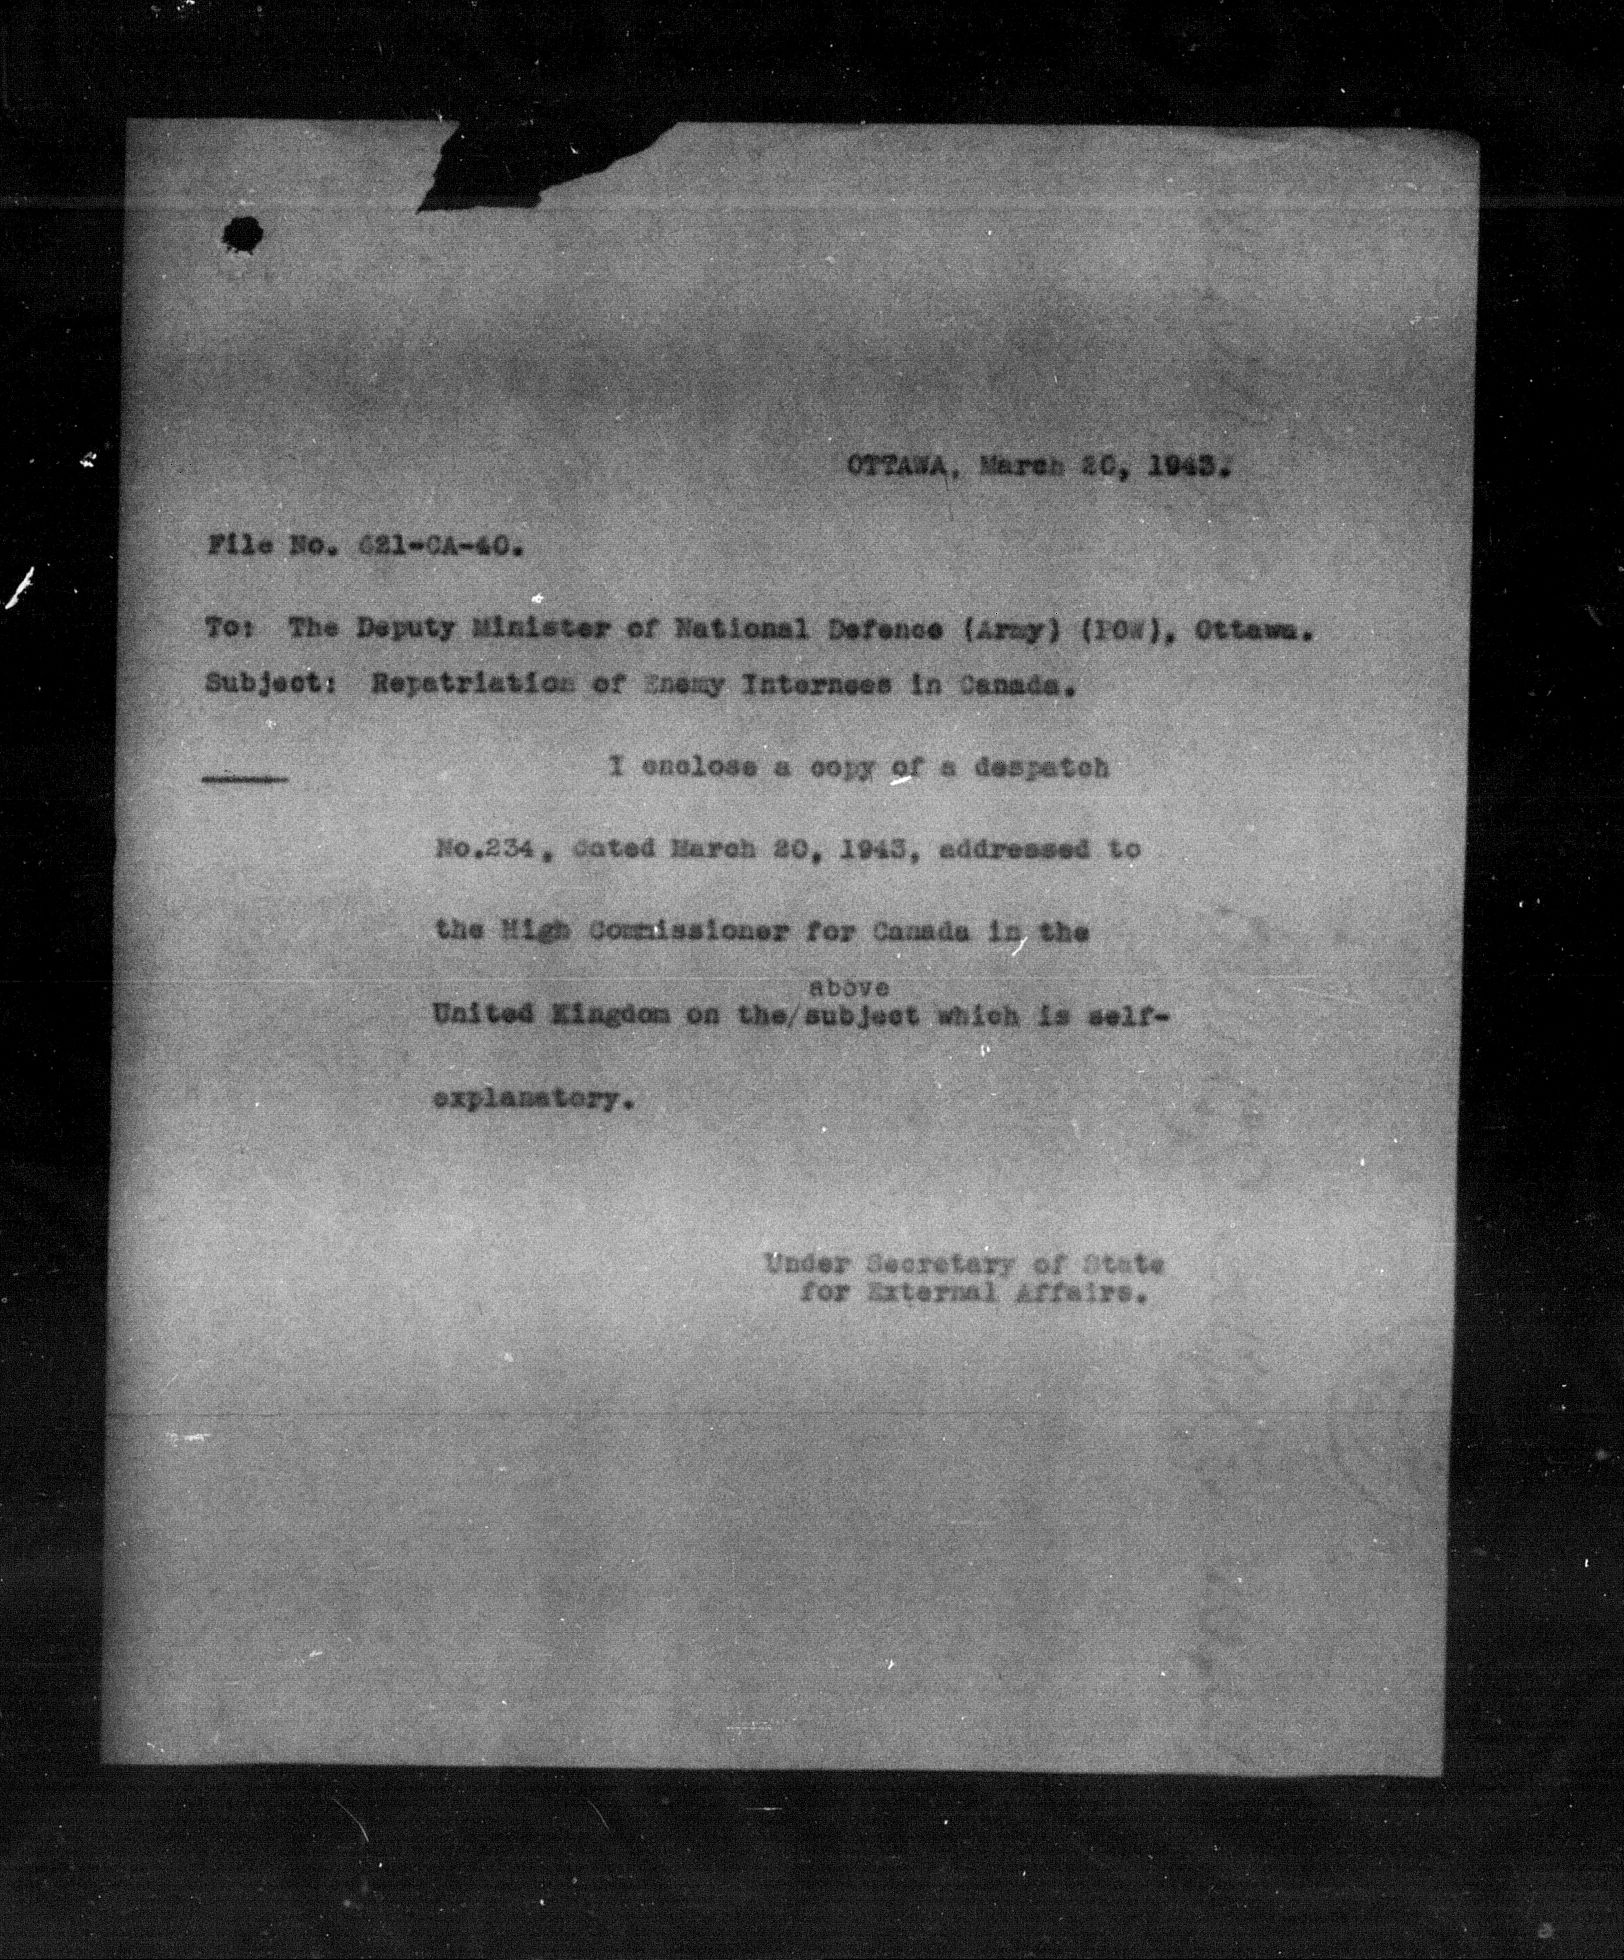 OTTAWA, March 20, 1943.
File No. 621-CA-40.
To: The Deputy Minister of National Defence (Army) (POW), Ottawa.
Subject: Repatriation of Enemy Internees in Canada.
I enclose a copy of a despatch
No.234, dated March 20, 1943, addressed to
the High Commissioner for Canada in the
above
United Kingdom on the/subject which is self-
explanatory.
Under Secretary of State
for External Affairs.